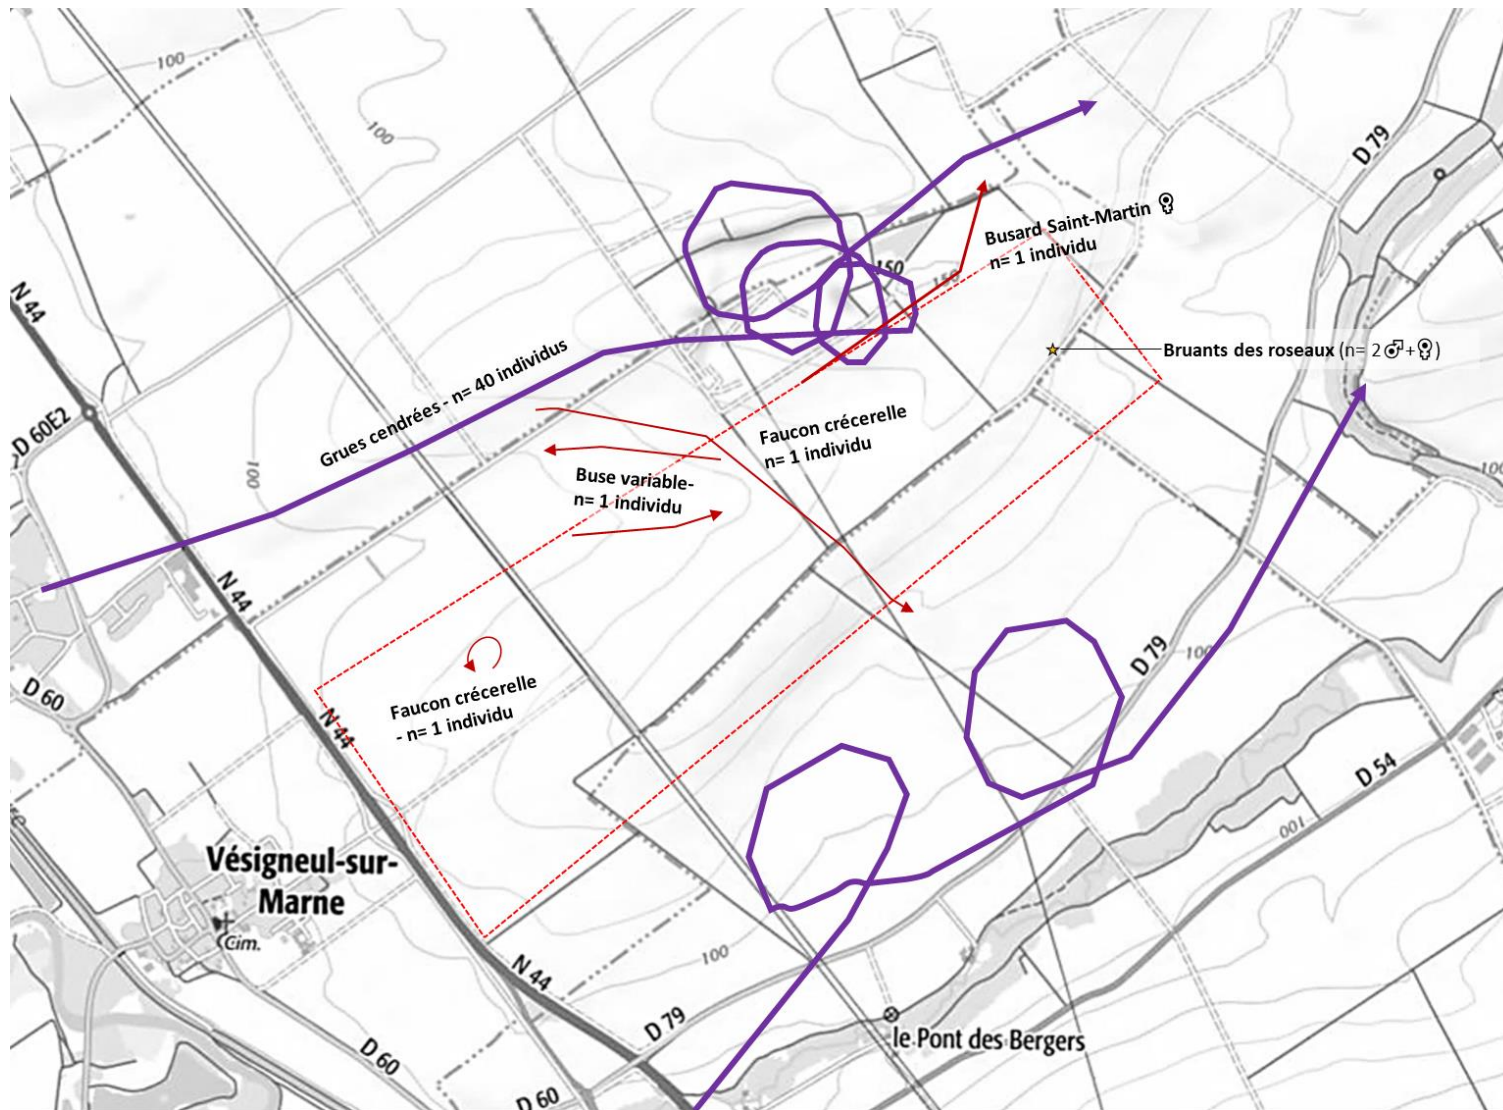 100
100
D 79
Busard Saint-Martin
n= 1 individu
150
150
N 44
Bruants des roseaux (n= 2♂+♀)
Grues cendrées - n= 40 individus
D 60E2
Faucon crécerelle
n= 1 individu
100
100
Buse variable-
n= 1 individu
N 44
D 79
100
Faucon crécerelle
- n= 1 individu
D 60
N 44
D 54
001
Vésigneul-sur-
Marne
Cim.
100
N 44
D 79
le Pont des Bergers
D 60
D 60